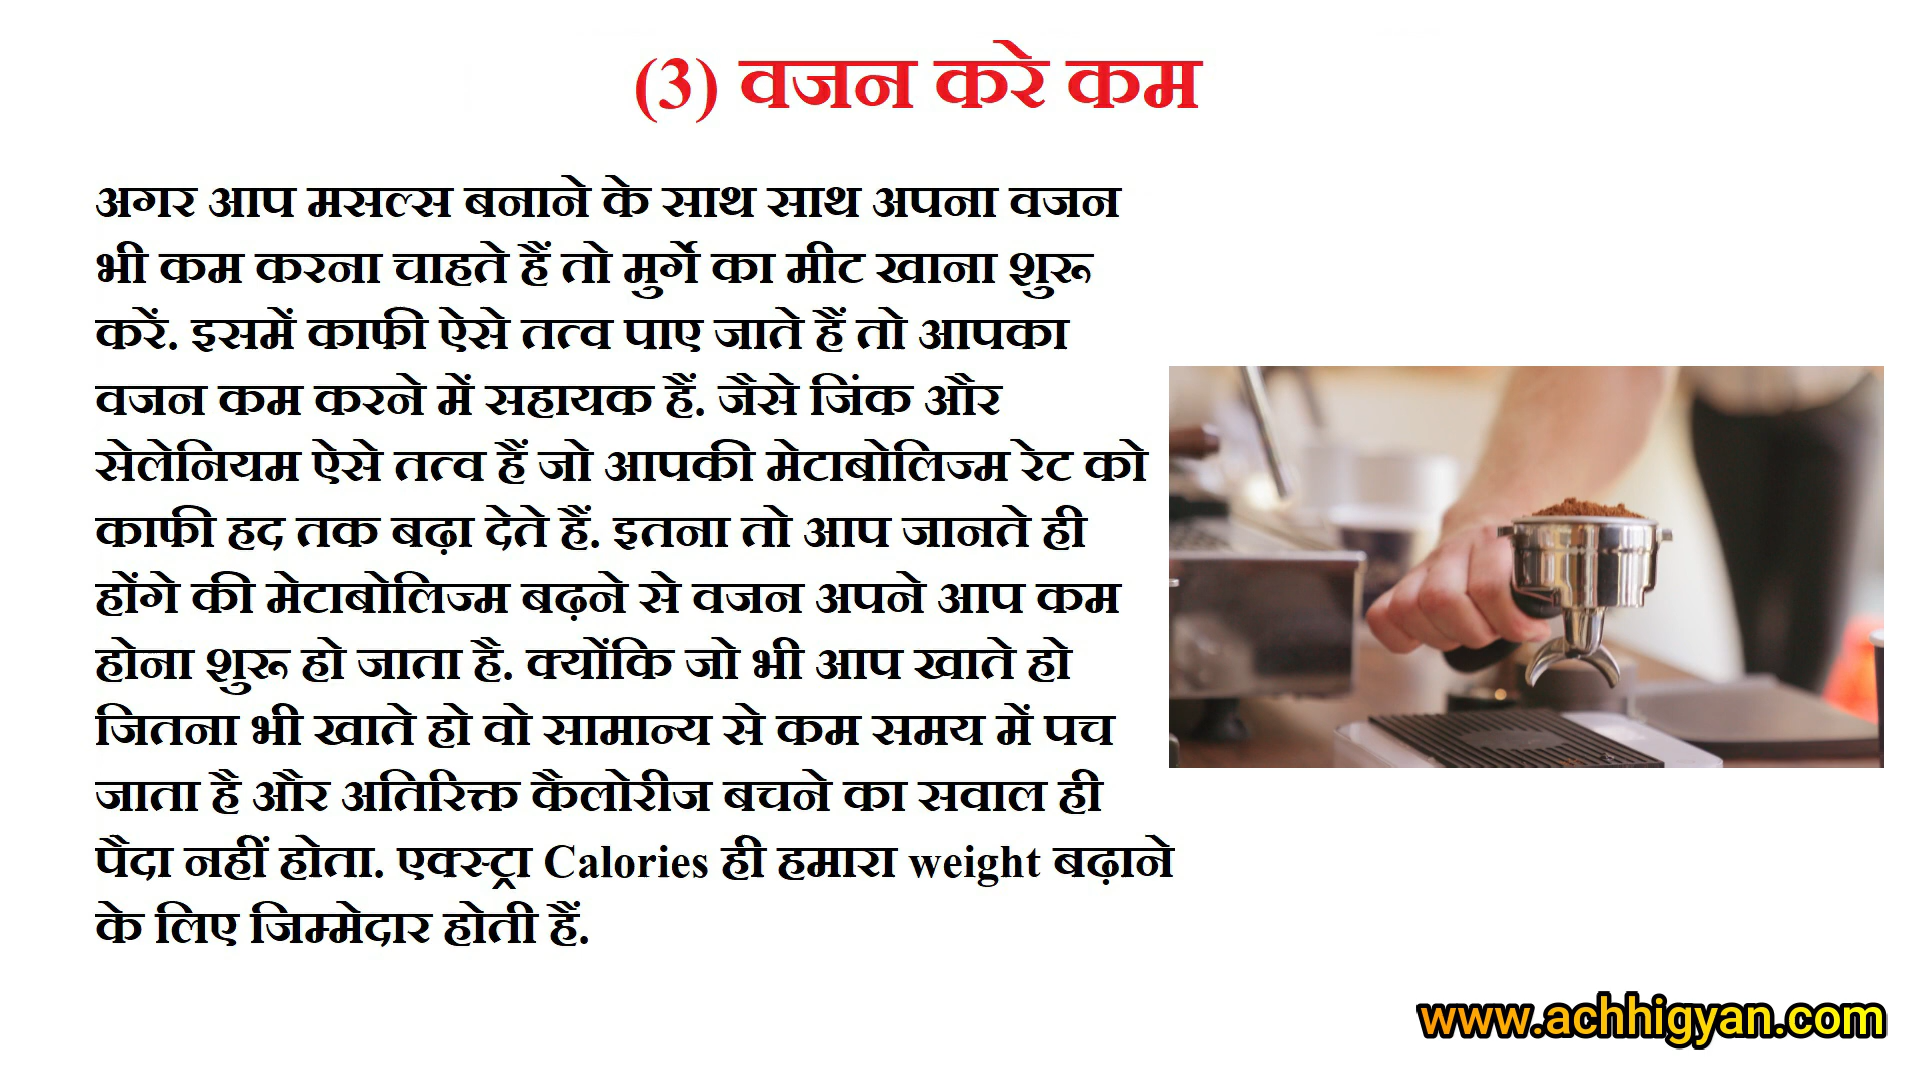 (3) वजन करे कम
अगर आप मसल्स बनाने के साथ साथ अपना वजन
भी कम करना चाहते हैं तो मुर्गे का मीट खाना शुरू
करें. इसमें काफी ऐसे तत्व पाए जाते हैं तो आपका
वजन कम करने में सहायक हैं. जैसे जिंक और
सेलेनियम ऐसे तत्व हैं जो आपकी मेटाबोलिज्म रेट को
काफी हद तक बढ़ा देते हैं. इतना तो आप जानते ही
होंगे की मेटाबोलिज्म बढ़ने से वजन अपने आप कम
होना शुरू हो जाता है. क्योंकि जो भी आप खाते हो
जितना भी खाते हो वो सामान्य से कम समय में पच
जाता है और अतिरिक्त कैलोरीज बचने का सवाल ही
पैदा नहीं होता. एक्स्ट्रा Calories ही हमारा weight बढ़ाने
के लिए जिम्मेदार होती हैं.
www.achhigyan.com